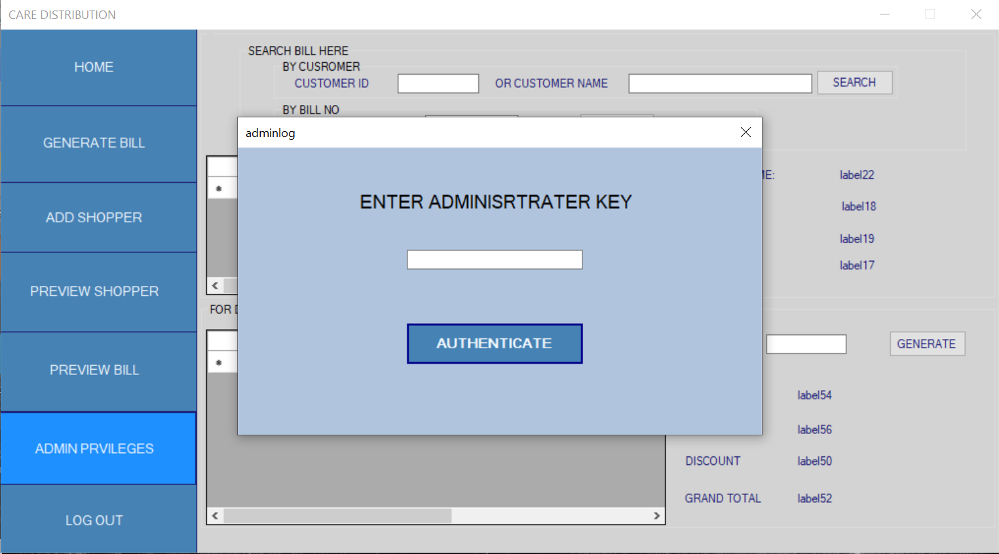 CARE DISTRIBUTION
HOME
GENERATE BILL
ADD SHOPPER
PREVIEW SHOPPER
PREVIEW BILL
ADMIN PRVILEGES
LOG OUT
SEARCH BILL HERE
BY CUSROMER
CUSTOMER ID OR CUSTOMER NAME SEARCH
BY BILL NO
adminlog
ENTER ADMINISRTRATER KEY
AUTHENTICATE
label22
label18
label19
label17
FOR
GENERATE
label54
label56
DISCOUNT label50
GRAND TOTAL label52